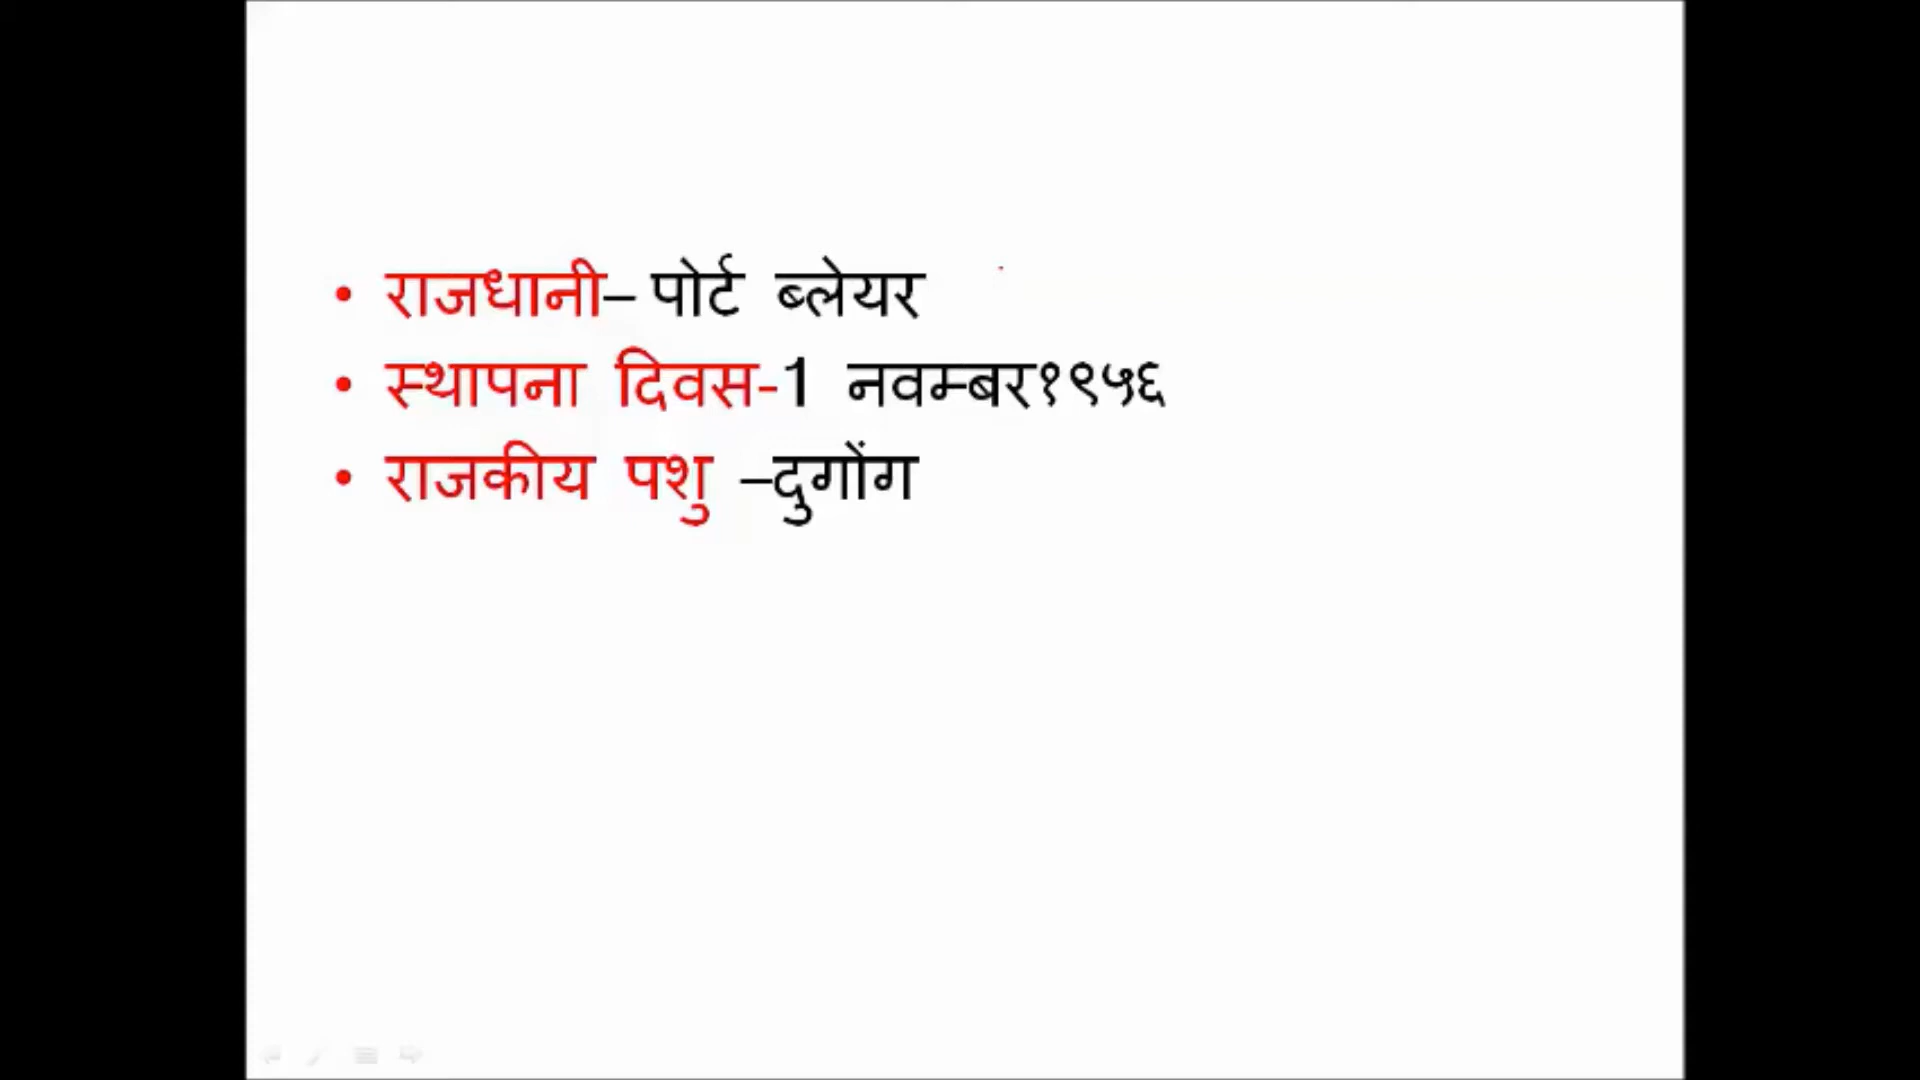 • राजधानी– पोर्ट ब्लेयर
• स्थापना दिवस-1 नवम्बर१९५६
• राजकीय पशु –दुगोंग